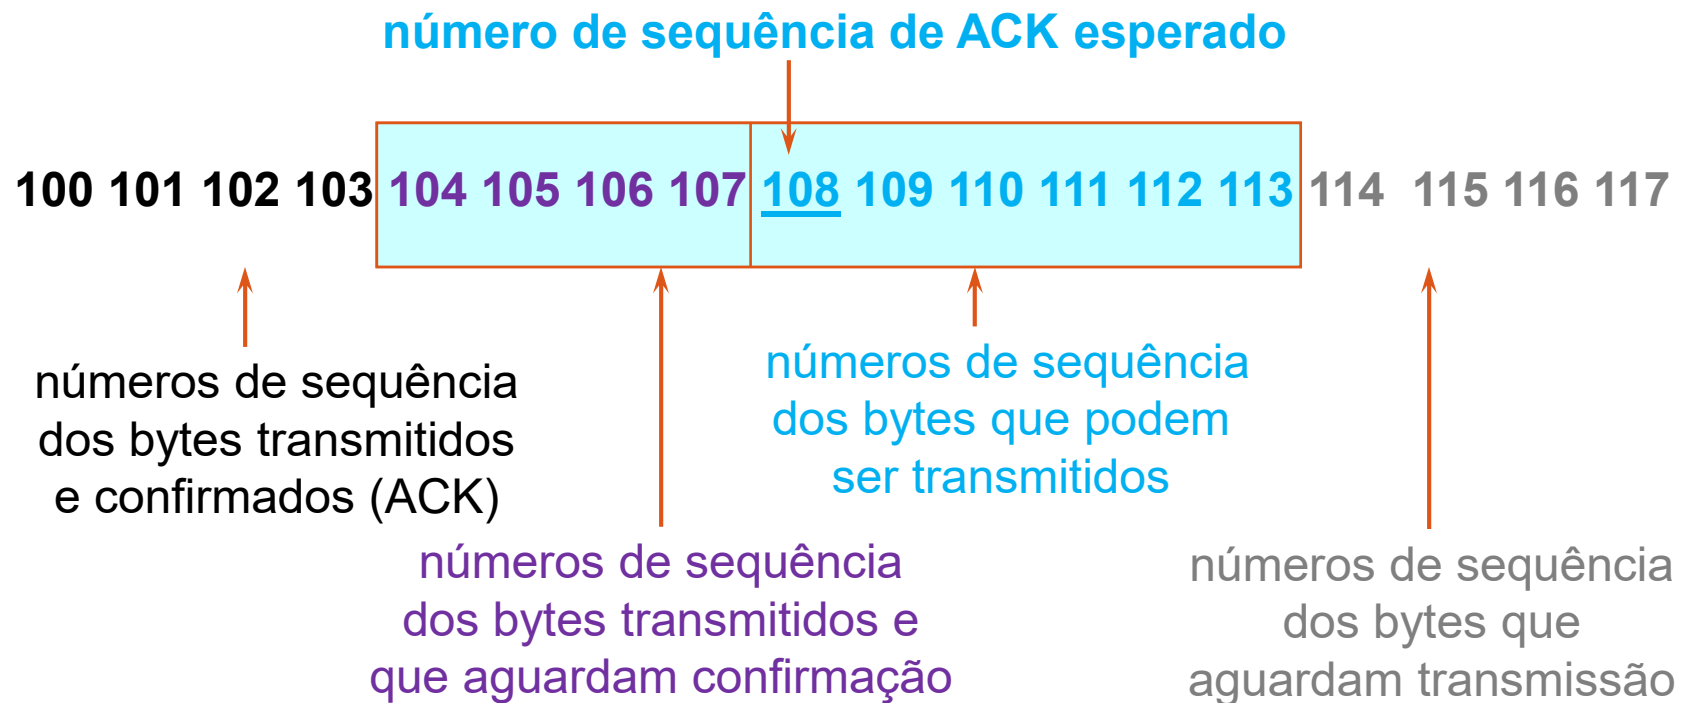 número de sequência de ACK esperado
100 101 102 103 104 105 106 107 108 109 110 111 112 113 114 115 116 117
números de sequência
dos bytes transmitidos
e confirmados (ACK)
números de sequência
dos bytes que podem
ser transmitidos
números de sequência
dos bytes transmitidos e
que aguardam confirmação
números de sequência
dos bytes que
aguardam transmissão